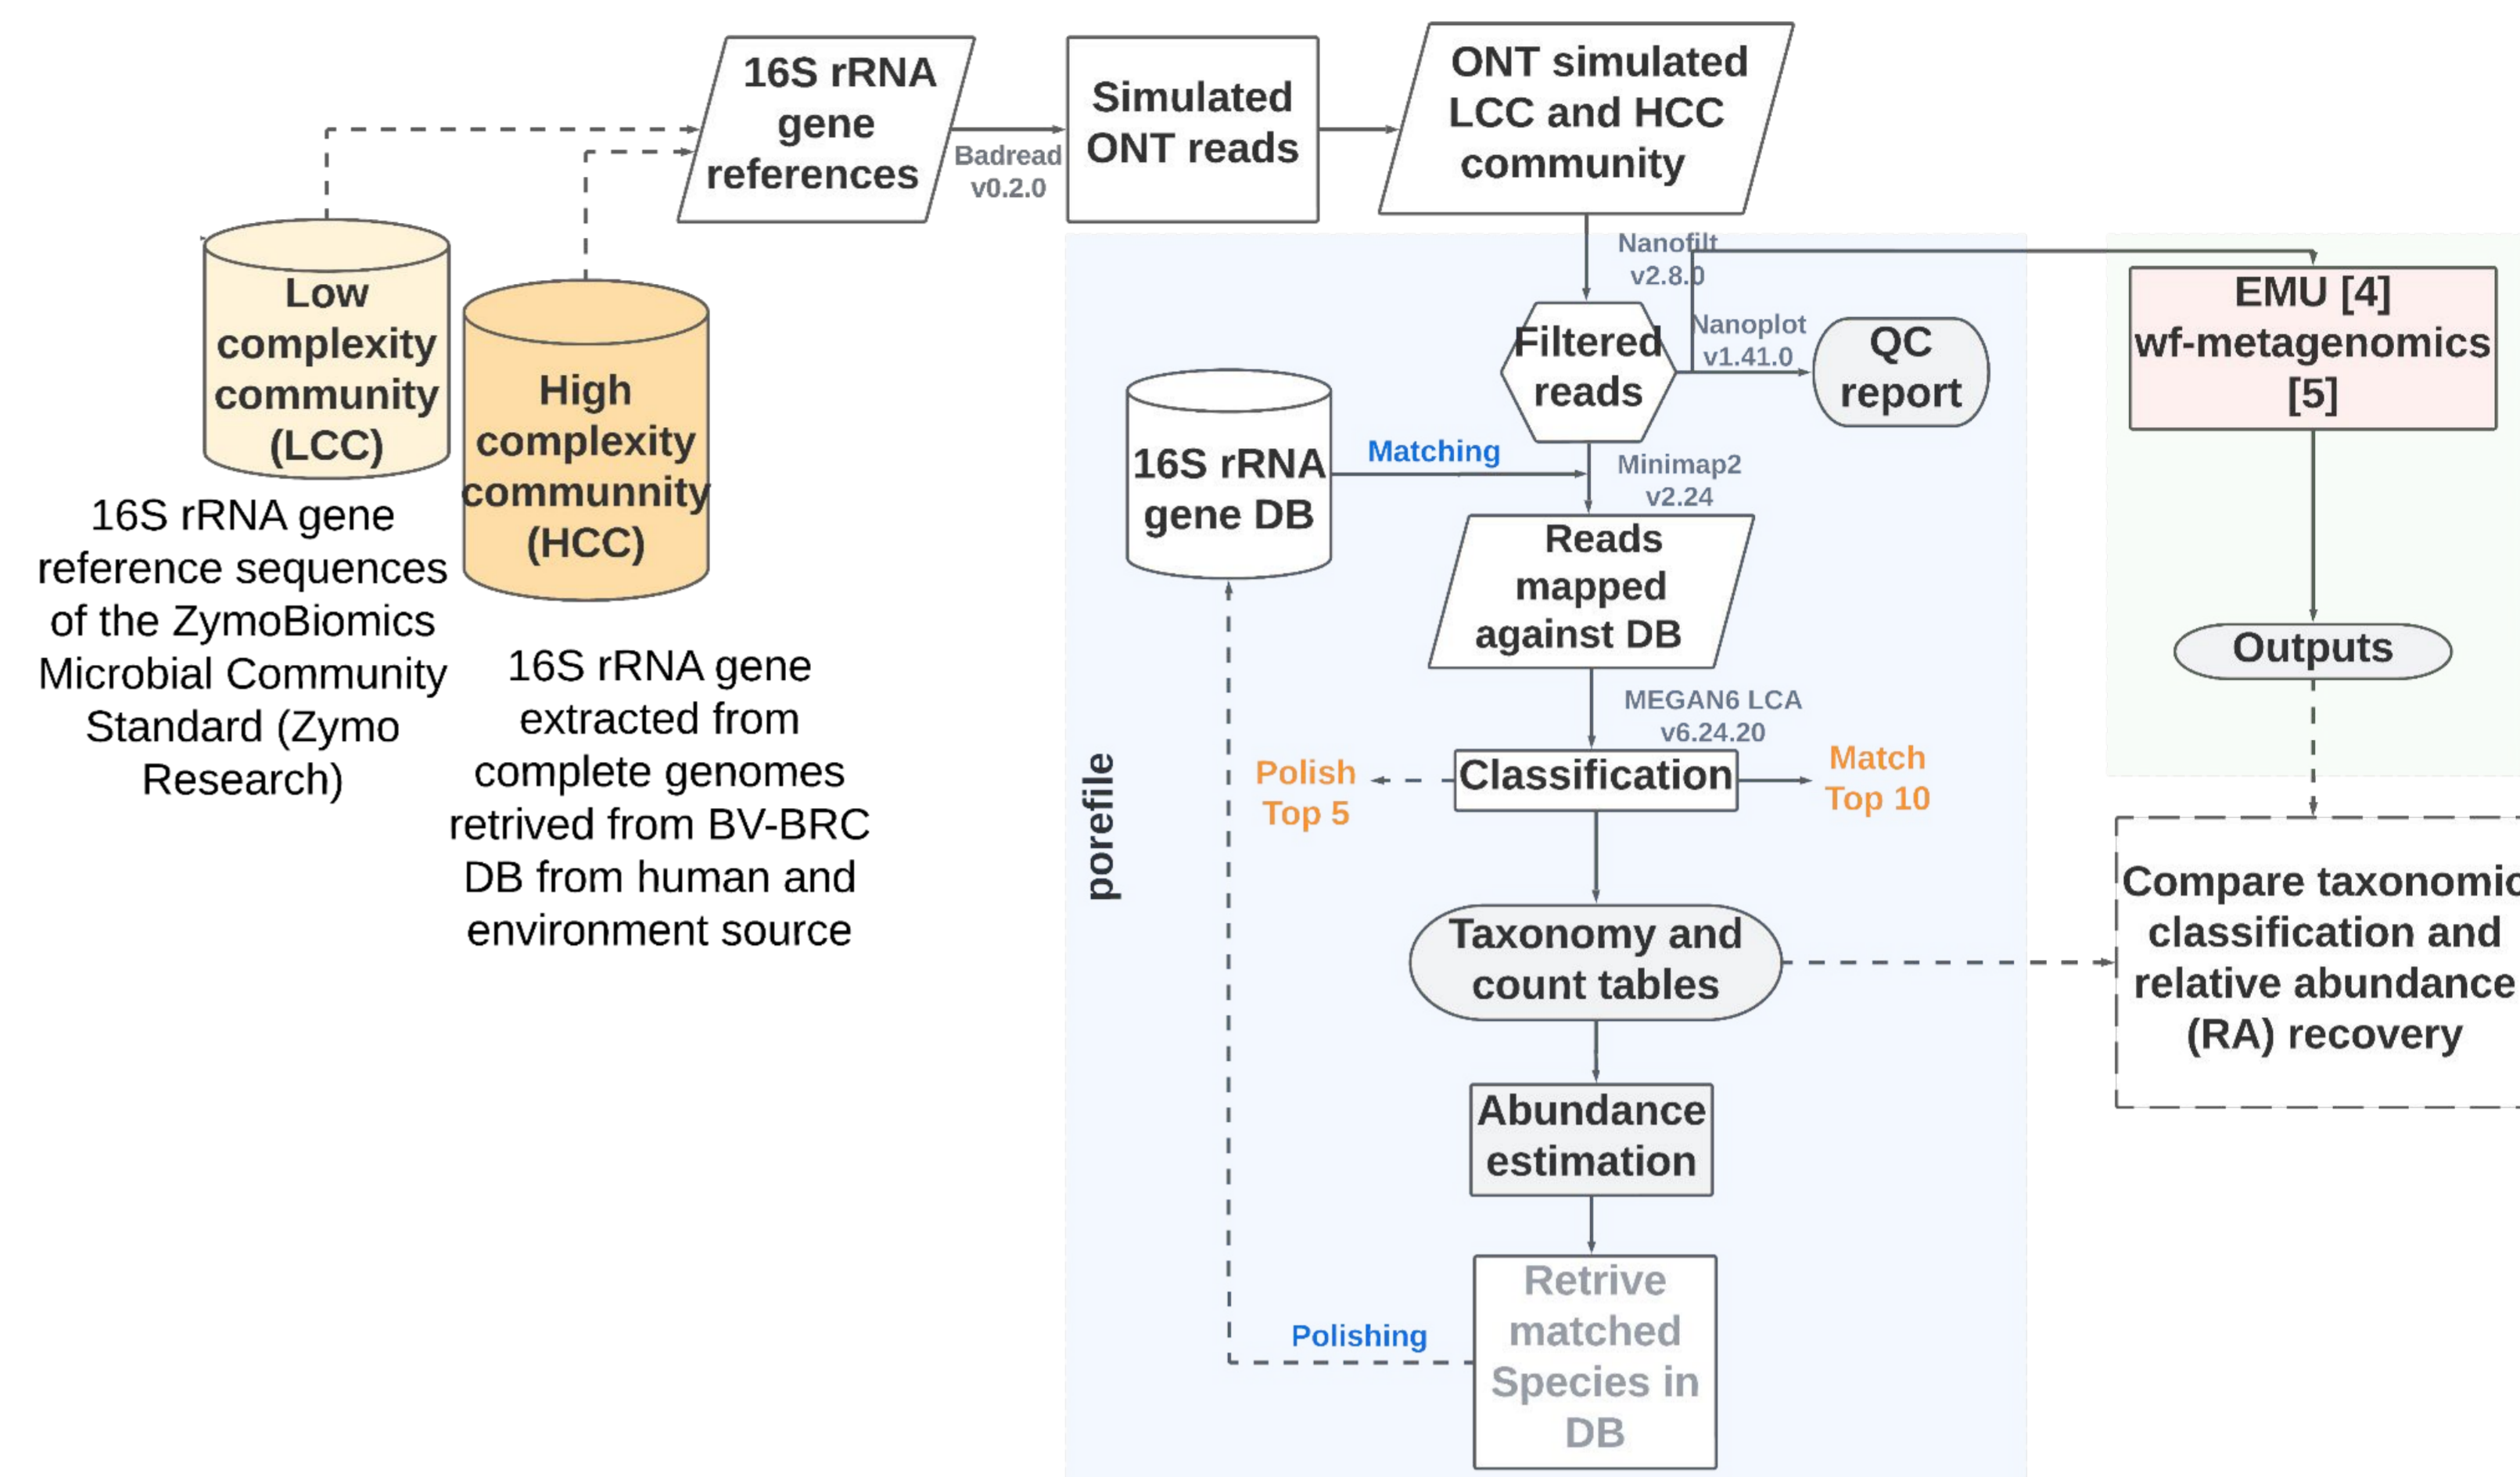 16S rRNA
gene
references
Badread
v0.2.0
Simulated
ONT reads
ONT simulated
LCC and HCC
community
Low
complexity
community
(LCC)
16S rRNA gene
reference sequences
of the ZymoBiomics
Microbial Community
Standard (Zymo
Research)
High
complexity
communnity
(HCC)
16S rRNA gene
extracted from
complete genomes
retrived from BV-BRC
DB from human and
environment source
porefile
Nanofilt
v2.8.0
Filtered
reads
Nanoplot
v1.41.0
QC
report
16S rRNA
gene DB
Matching
Minimap2
v2.24
Reads
mapped
against DB
MEGAN6 LCA
v6.24.20
Polish
Top 5
Classification
Match
Top 10
Taxonomy and
count tables
Abundance
estimation
Polishing
Retrive
matched
Species in
DB
EMU [4]
wf-metagenomics
[5]
Outputs
Compare taxonomic
classification and
relative abundance
(RA) recovery